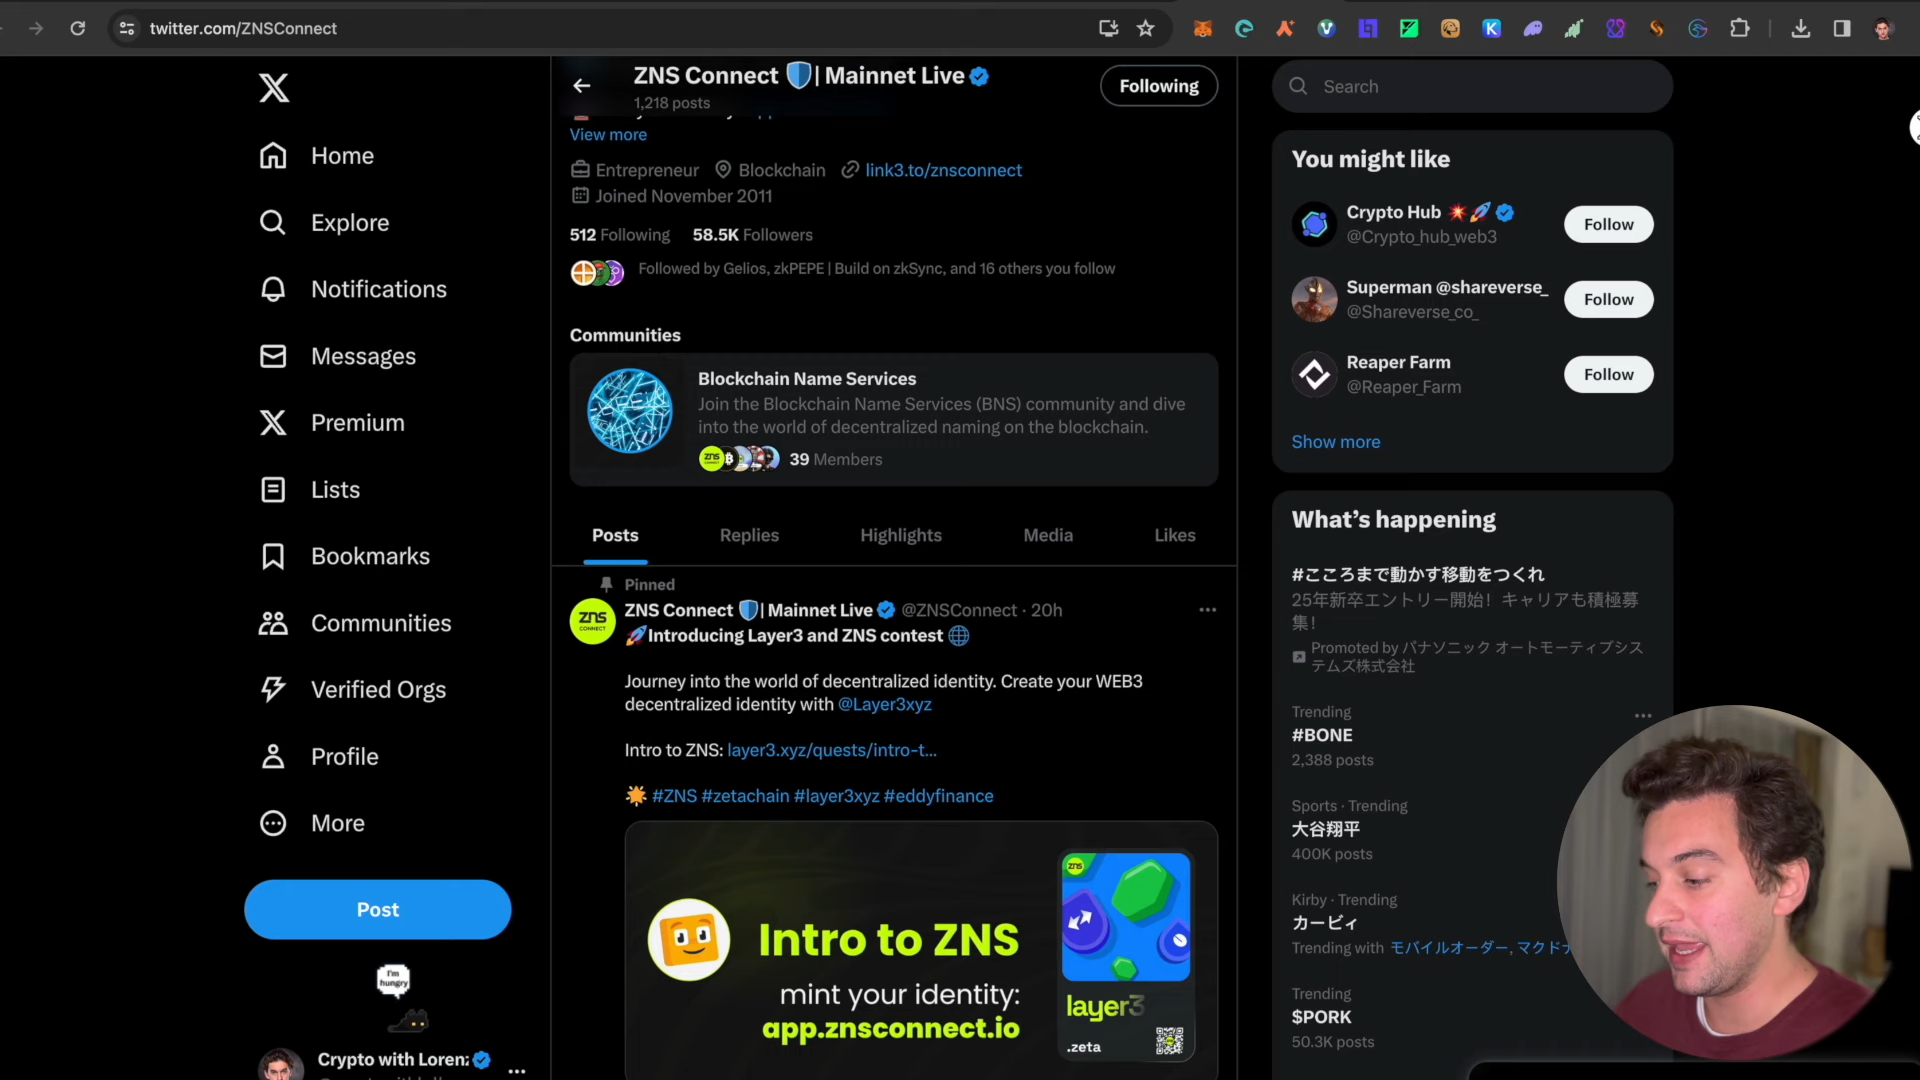 twitter.com/ZNSConnect
Home
Explore
Notifications
Messages
Premium
Lists
Bookmarks
Communities
Verified Orgs
Profile
More
Post
I'm
hungry
Crypto with Loren
ZNS Connect 🛡️| Mainnet Live
1,218 posts
Following
View more
Entrepreneur Blockchain link3.to/znsconnect
Joined November 2011
512 Following 58.5K Followers
Followed by Gelios, zkPEPE | Build on zkSync, and 16 others you follow
Communities
Blockchain Name Services
Join the Blockchain Name Services (BNS) community and dive
into the world of decentralized naming on the blockchain.
39 Members
Posts Replies Highlights Media Likes
Pinned
ZNS
CONNECT
ZNS Connect 🛡️| Mainnet Live @ZNSConnect · 20h
🚀Introducing Layer3 and ZNS contest 🌐
Journey into the world of decentralized identity. Create your WEB3
decentralized identity with @Layer3xyz
Intro to ZNS: layer3.xyz/quests/intro-t...
🌟 #ZNS #zetachain #layer3xyz #eddyfinance
Intro to ZNS
mint your identity:
app.znsconnect.io
ZNS
layer3
.zeta
Search
You might like
Crypto Hub 💥🚀
@Crypto_hub_web3
Follow
Superman @shareverse_
@Shareverse_co_
Follow
Reaper Farm
@Reaper_Farm
Follow
Show more
What's happening
#こころまで動かす移動をつくれ
25年新卒エントリー開始！キャリアも積極募
集！
Promoted by パナソニック オートモーティブシス
テムズ株式会社
Trending
#BONE
2,388 posts
Sports · Trending
大谷翔平
400K posts
Kirby · Trending
カービィ
Trending with モバイルオーダー, マクドナ
Trending
$PORK
50.3K posts